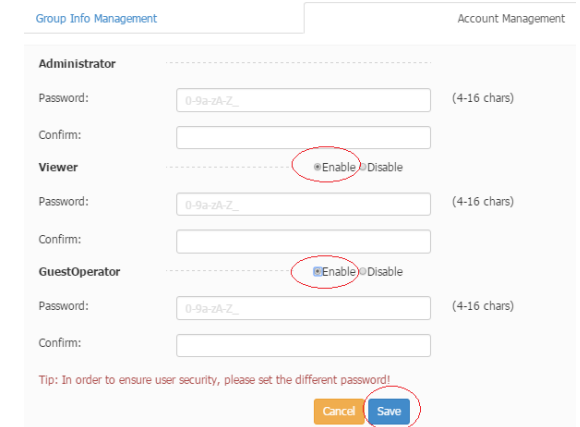 Group Info Management Account Management
Administrator
Password: 0-9a-zA-Z_ (4-16 chars)
Confirm:
Viewer Enable Disable
Password: 0-9a-zA-Z_ (4-16 chars)
Confirm:
GuestOperator Enable Disable
Password: 0-9a-zA-Z_ (4-16 chars)
Confirm:
Tip: In order to ensure user security, please set the different password!
Cancel Save